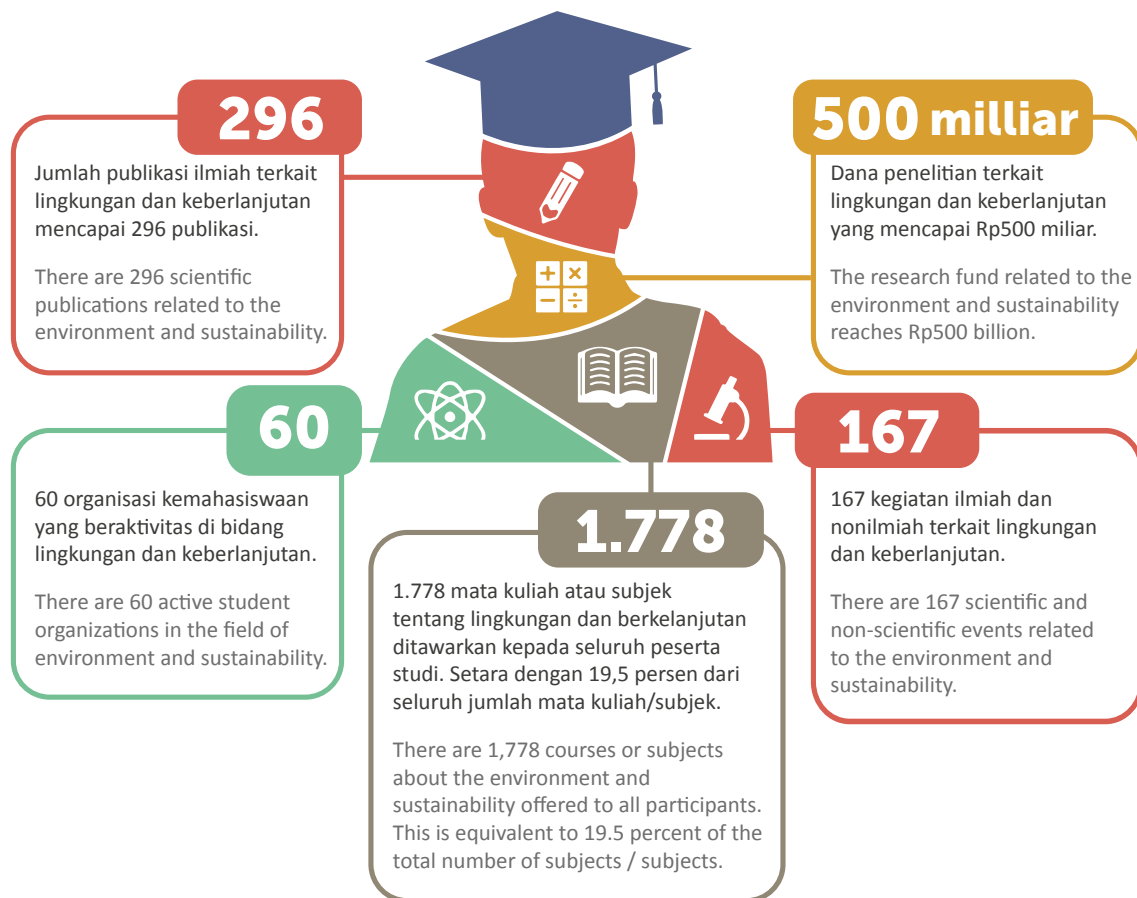 296
Jumlah publikasi ilmiah terkait
lingkungan dan keberlanjutan
mencapai 296 publikasi.
There are 296 scientific
publications related to the
environment and sustainability.
500 milliar
Dana penelitian terkait
lingkungan dan keberlanjutan
yang mencapai Rp500 miliar.
The research fund related to the
environment and sustainability
reaches Rp500 billion.
60
60 organisasi kemahasiswaan
yang beraktivitas di bidang
lingkungan dan keberlanjutan.
There are 60 active student
organizations in the field of
environment and sustainability.
1.778
1.778 mata kuliah atau subjek
tentang lingkungan dan berkelanjutan
ditawarkan kepada seluruh peserta
studi. Setara dengan 19,5 persen dari
seluruh jumlah mata kuliah/subjek.
There are 1,778 courses or subjects
about the environment and
sustainability offered to all participants.
This is equivalent to 19.5 percent of the
total number of subjects / subjects.
167
167 kegiatan ilmiah dan
nonilmiah terkait lingkungan
dan keberlanjutan.
There are 167 scientific and
non-scientific events related
to the environment and
sustainability.